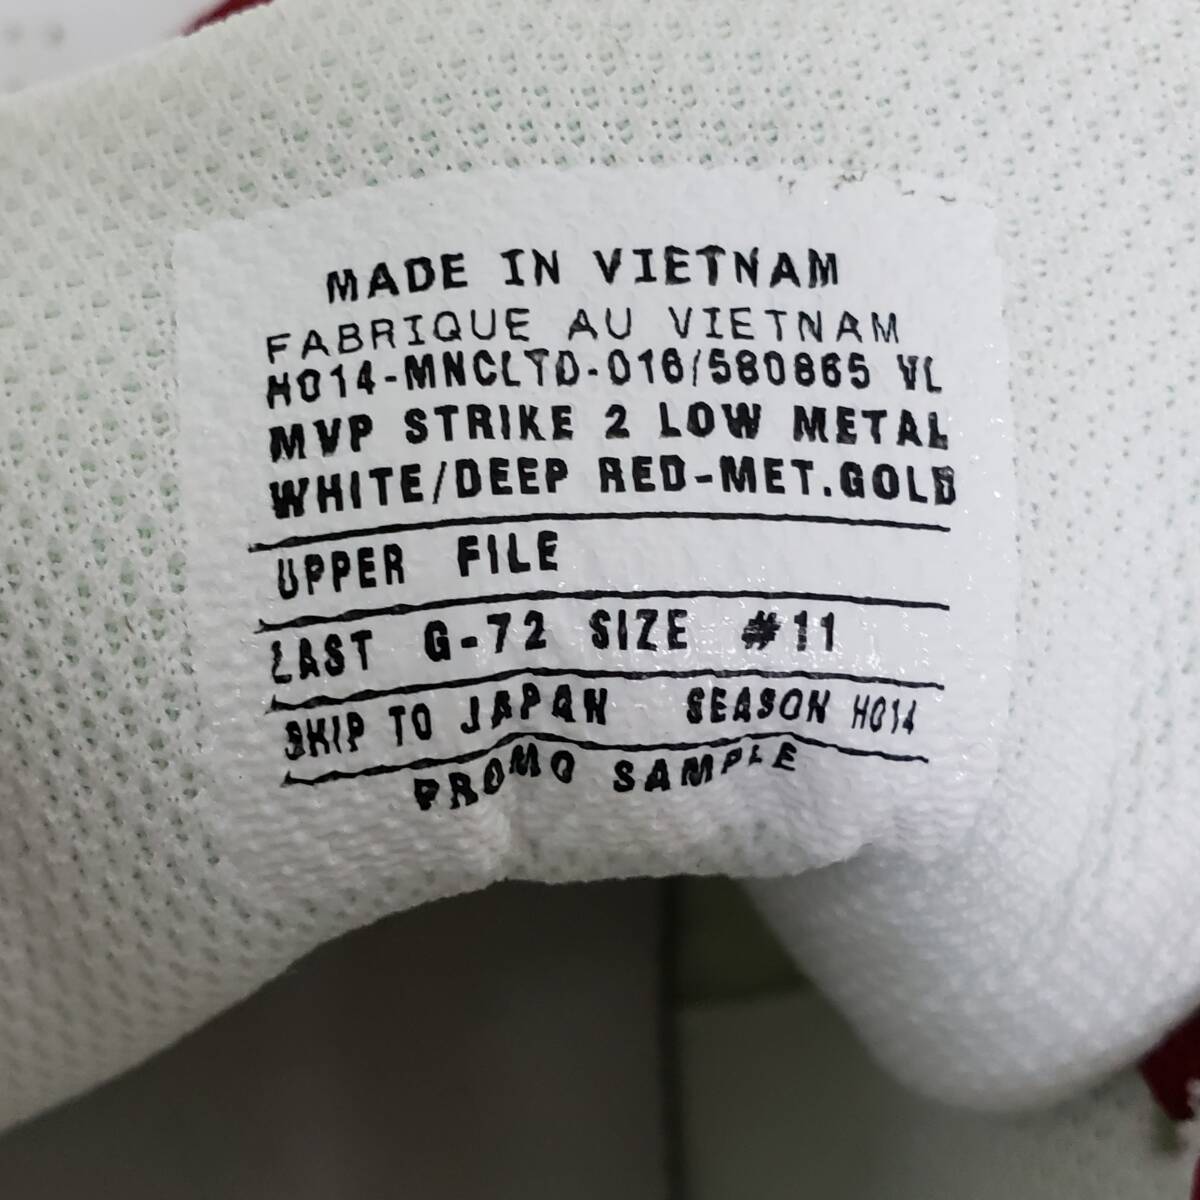 MADE IN VIETNAM
FABRIQUE AU VIETNAM
HO14-MNCLTD-016/580865 VL
MVP STRIKE 2 LOW METAL
WHITE/DEEP RED-MET.GOLD
UPPER FILE
LAST G-72 SIZE #11
SHIP TO JAPAN SEASON HO14
PROMO SAMPLE